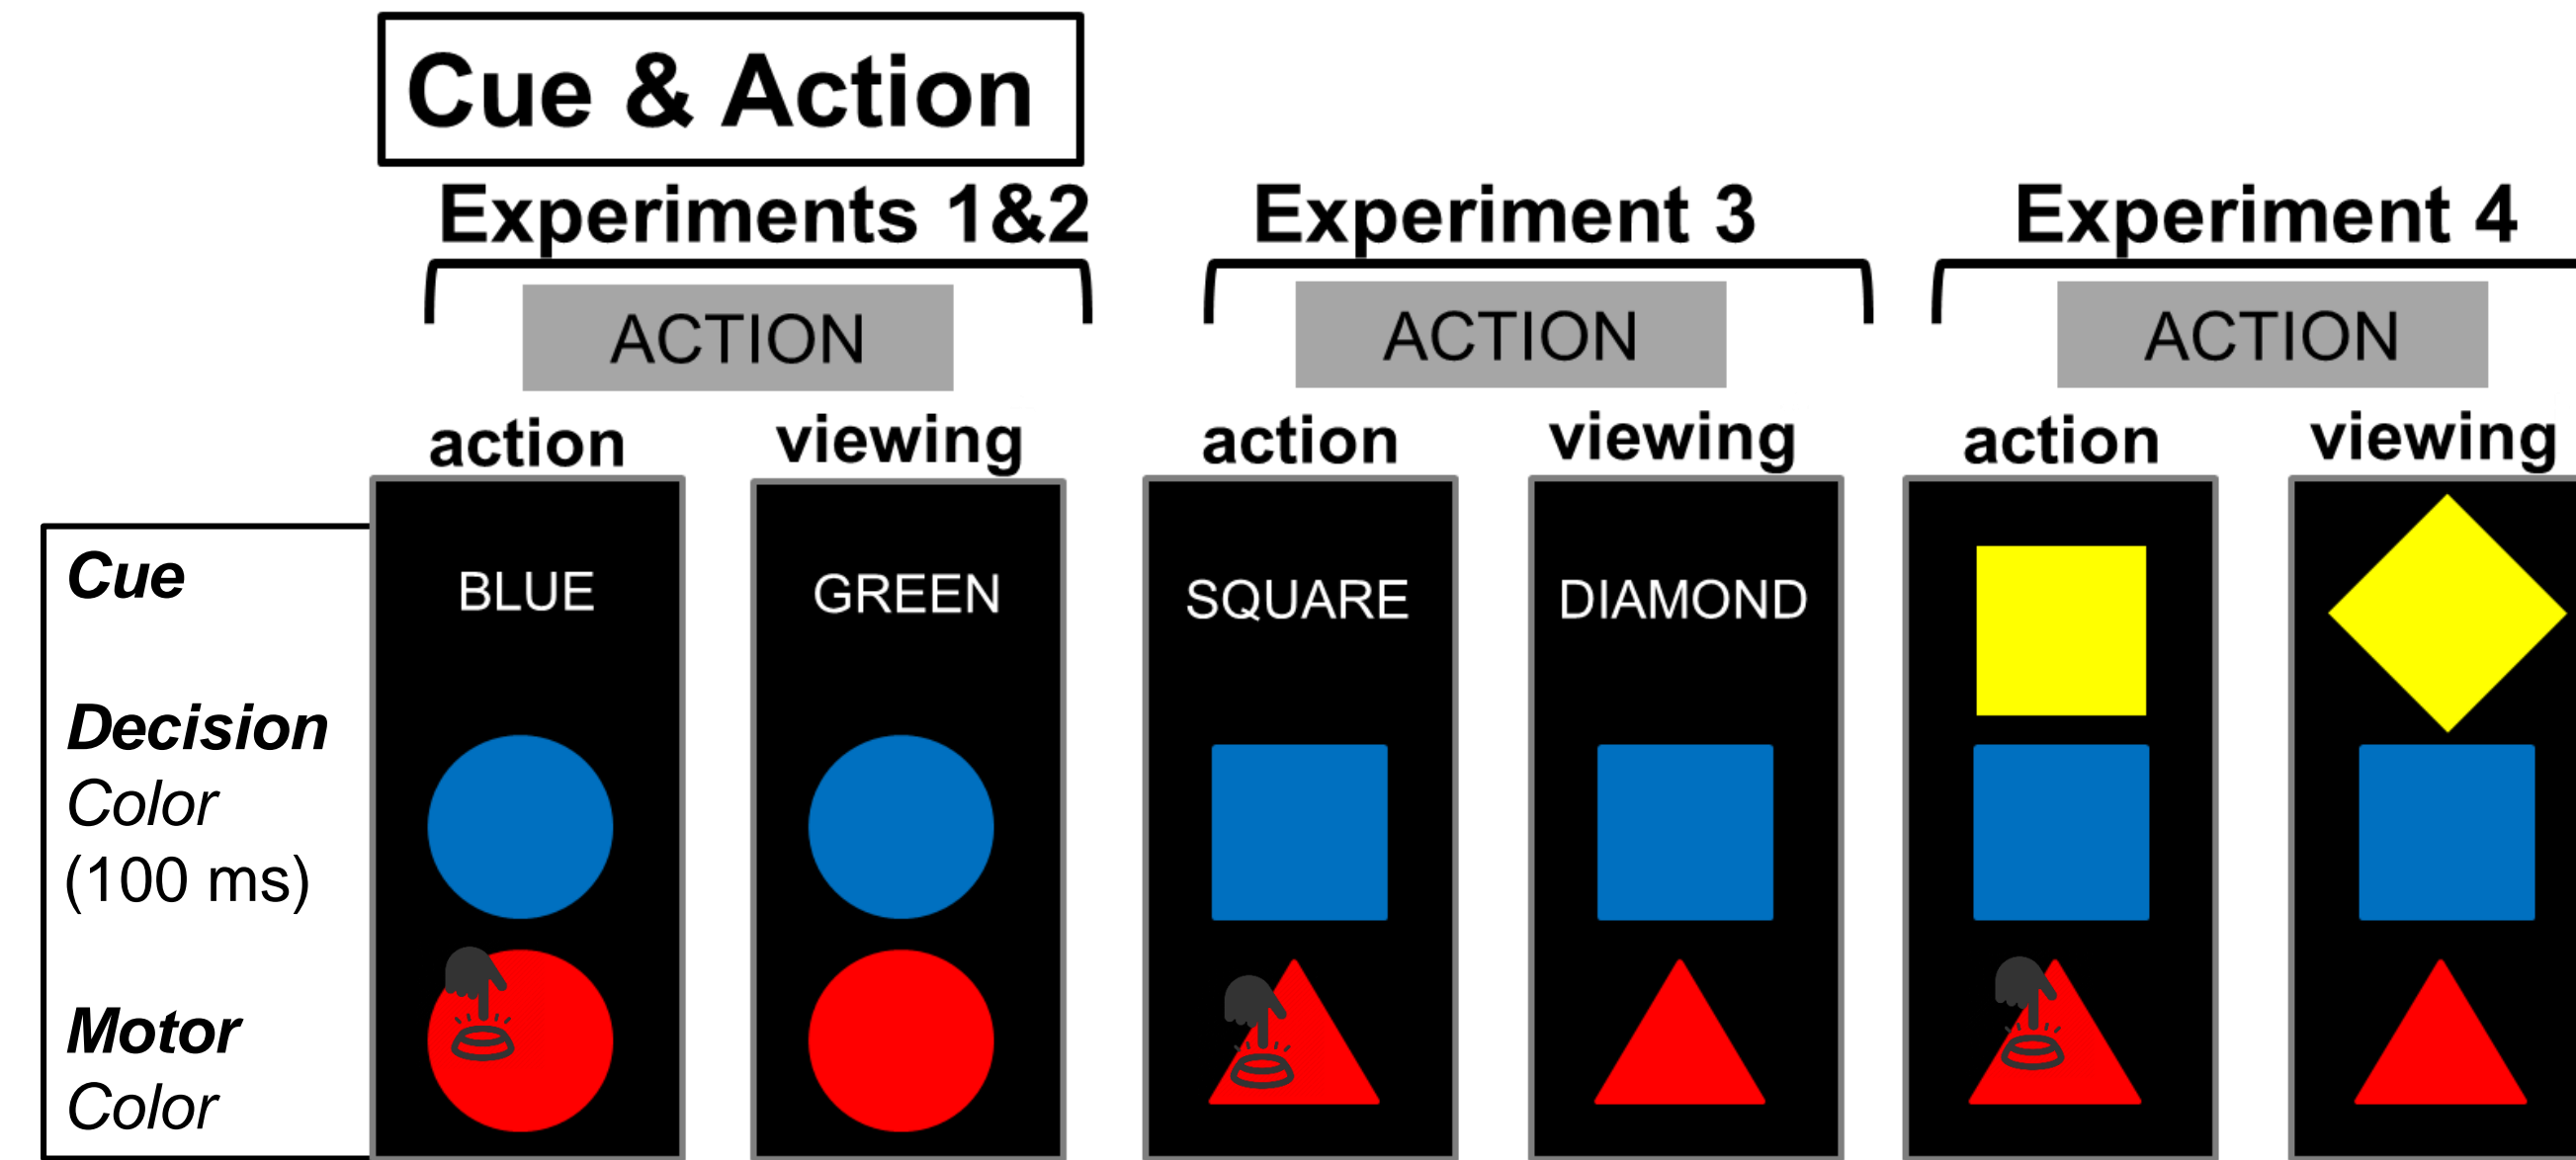 Cue & Action
Experiments 1&2
Experiment 3
Experiment 4
ACTION
ACTION
ACTION
action
viewing
action
viewing
action
viewing
Cue
BLUE
GREEN
SQUARE
DIAMOND
Decision
Color
(100 ms)
Motor
Color